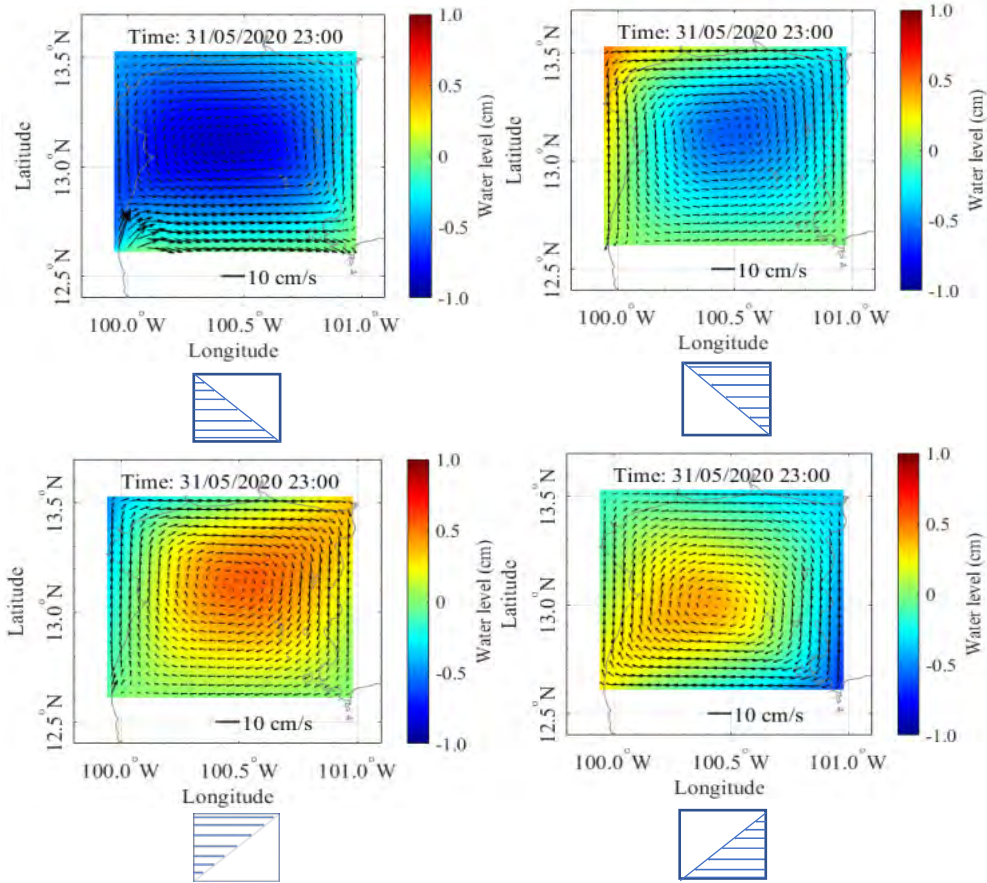 Time: 31/05/2020 23:00
13.5°N
13.0°N
12.5°N
Latitude
10 cm/s
100.0°W 100.5°W 101.0°W
Longitude
1.0
0.5
0
-0.5
-1.0
Water level (cm)
Time: 31/05/2020 23:00
13.5°N
13.0°N
12.5°N
Latitude
10 cm/s
100.0°W 100.5°W 101.0°W
Longitude
1.0
0.5
0
-0.5
-1.0
Water level (cm)
Time: 31/05/2020 23:00
13.5°N
13.0°N
12.5°N
Latitude
10 cm/s
100.0°W 100.5°W 101.0°W
Longitude
1.0
0.5
0
-0.5
-1.0
Water level (cm)
Time: 31/05/2020 23:00
13.5°N
13.0°N
12.5°N
Latitude
10 cm/s
100.0°W 100.5°W 101.0°W
Longitude
1.0
0.5
0
-0.5
-1.0
Water level (cm)